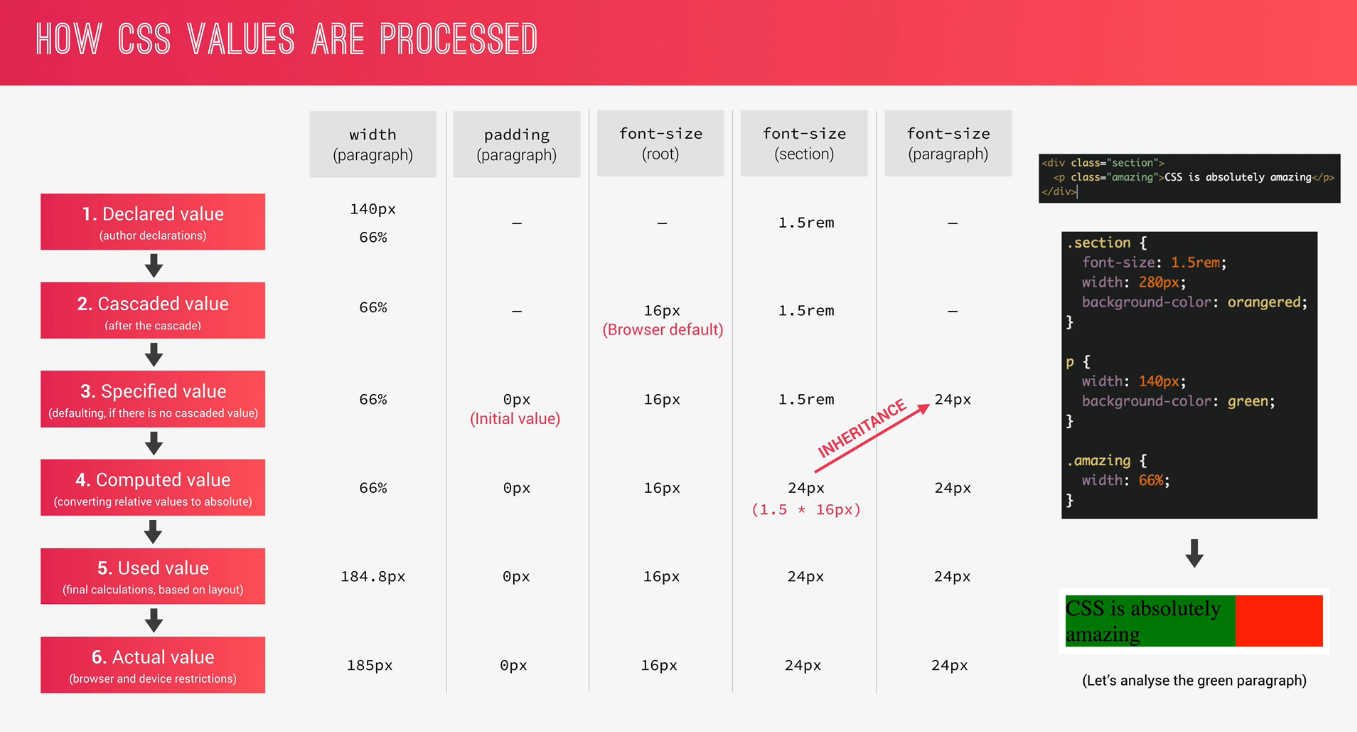 HOW CSS VALUES ARE PROCESSED
width
(paragraph)
padding
(paragraph)
font-size
(root)
font-size
(section)
font-size
(paragraph)
1. Declared value
(author declarations)
140px
66%
–
–
1.5rem
–
2. Cascaded value
(after the cascade)
66%
–
16px
(Browser default)
1.5rem
–
3. Specified value
(defaulting, if there is no cascaded value)
66%
0px
(Initial value)
16px
1.5rem
INHERITANCE
24px
4. Computed value
(converting relative values to absolute)
66%
0px
16px
24px
(1.5 * 16px)
24px
5. Used value
(final calculations, based on layout)
184.8px
0px
16px
24px
24px
6. Actual value
(browser and device restrictions)
185px
0px
16px
24px
24px
<div class="section">
<p class="amazing">CSS is absolutely amazing</p>
</div>
.section {
font-size: 1.5rem;
width: 280px;
background-color: orangered;
}
p {
width: 140px;
background-color: green;
}
.amazing {
width: 66%;
}
CSS is absolutely
amazing
(Let's analyse the green paragraph)